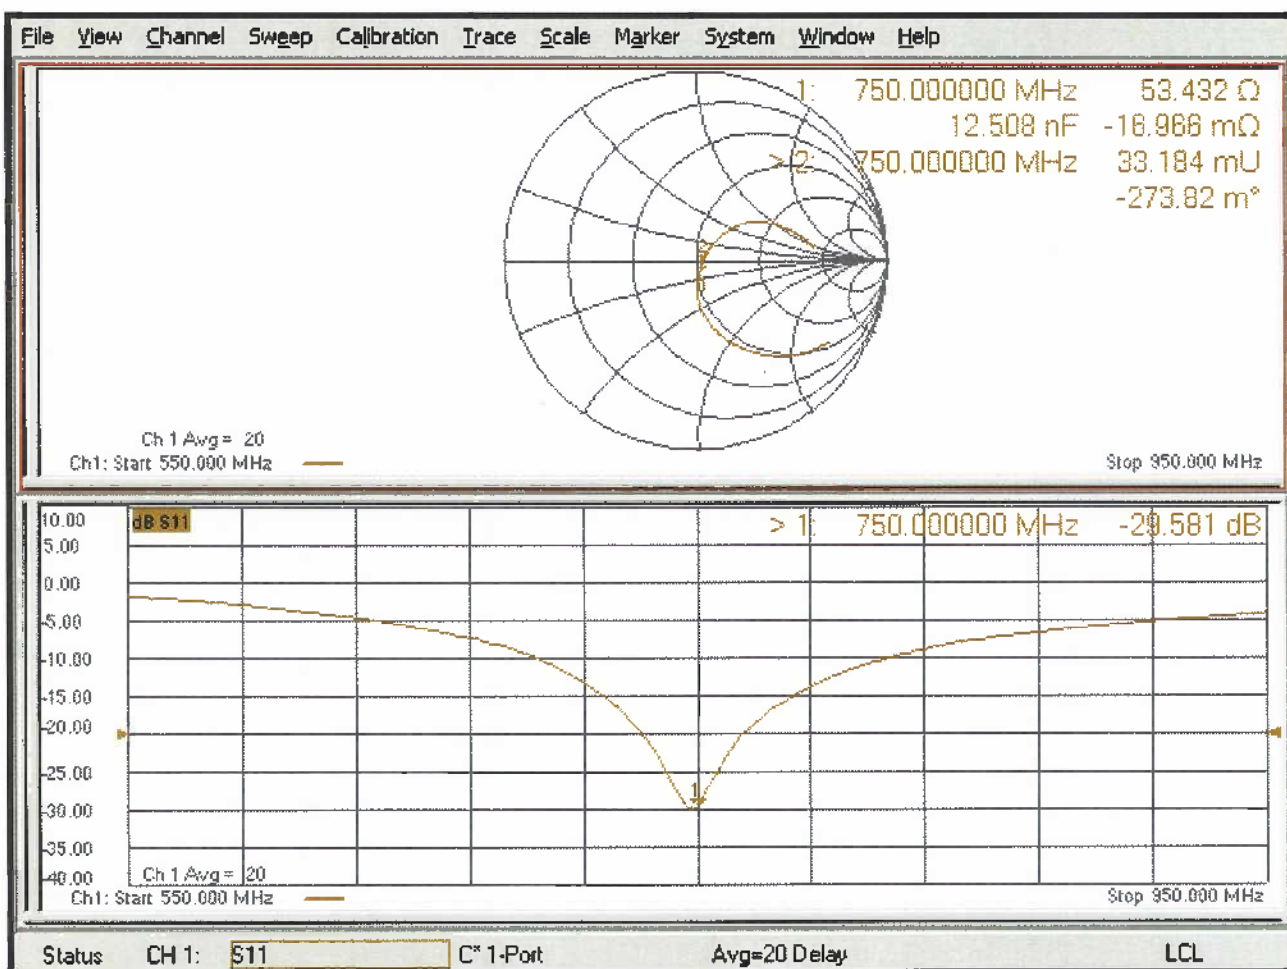 File View Channel Sweep Calibration Trace Scale Marker System Window Help
1: 750.000000 MHz 53.432 Ω
12.508 nF -16.966 mΩ
> 2: 750.000000 MHz 33.184 mU
-273.82 m°
Ch 1 Avg = 20
Ch1: Start 550.000 MHz
Stop 950.000 MHz
10.00
dB S11
> 1: 750.000000 MHz -29.581 dB
5.00
0.00
-5.00
-10.00
-15.00
-20.00
-25.00
1
-30.00
-35.00
-40.00
Ch 1 Avg = 20
Ch1: Start 550.000 MHz
Stop 950.000 MHz
Status CH 1: S11 C* 1-Port Avg=20 Delay LCL